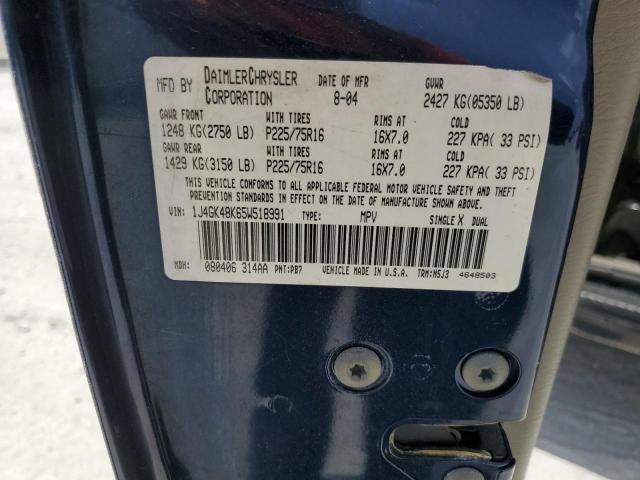 MFD BY DAIMLERCHRYSLER CORPORATION DATE OF MFR 8-04 GVWR 2427 KG(05350 LB)
GAWR FRONT WITH TIRES RIMS AT COLD
1248 KG(2750 LB) P225/75R16 16X7.0 227 KPA( 33 PSI)
GAWR REAR WITH TIRES RIMS AT COLD
1429 KG(3150 LB) P225/75R16 16X7.0 227 KPA( 33 PSI)
THIS VEHICLE CONFORMS TO ALL APPLICABLE FEDERAL MOTOR VEHICLE SAFETY AND THEFT
PREVENTION STANDARDS IN EFFECT ON THE DATE OF MANUFACTURE SHOWN ABOVE.
VIN: 1J4GK48K65W518991 TYPE: MPV SINGLE X DUAL
MDH: 080406 314AA PNT:PB7 VEHICLE MADE IN U.S.A. TRM:M5J3 4648503